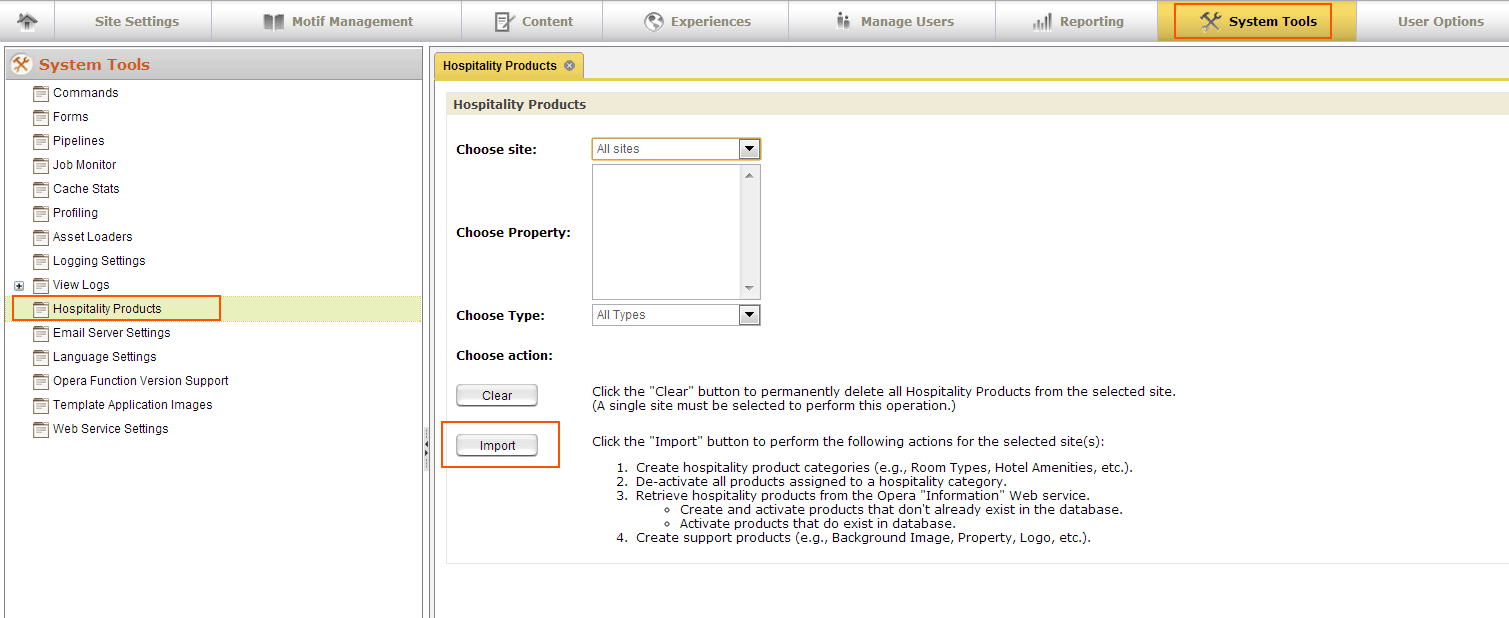 Site Settings
Motif Management
Content
Experiences
Manage Users
Reporting
System Tools
User Options
System Tools
Commands
Forms
Pipelines
Job Monitor
Cache Stats
Profiling
Asset Loaders
Logging Settings
View Logs
Hospitality Products
Email Server Settings
Language Settings
Opera Function Version Support
Template Application Images
Web Service Settings
Hospitality Products
Hospitality Products
Choose site:
All sites
Choose Property:
Choose Type:
All Types
Choose action:
Clear
Click the "Clear" button to permanently delete all Hospitality Products from the selected site.
(A single site must be selected to perform this operation.)
Import
Click the "Import" button to perform the following actions for the selected site(s):
1. Create hospitality product categories (e.g., Room Types, Hotel Amenities, etc.).
2. De-activate all products assigned to a hospitality category.
3. Retrieve hospitality products from the Opera "Information" Web service.
Create and activate products that don't already exist in the database.
Activate products that do exist in database.
4. Create support products (e.g., Background Image, Property, Logo, etc.).